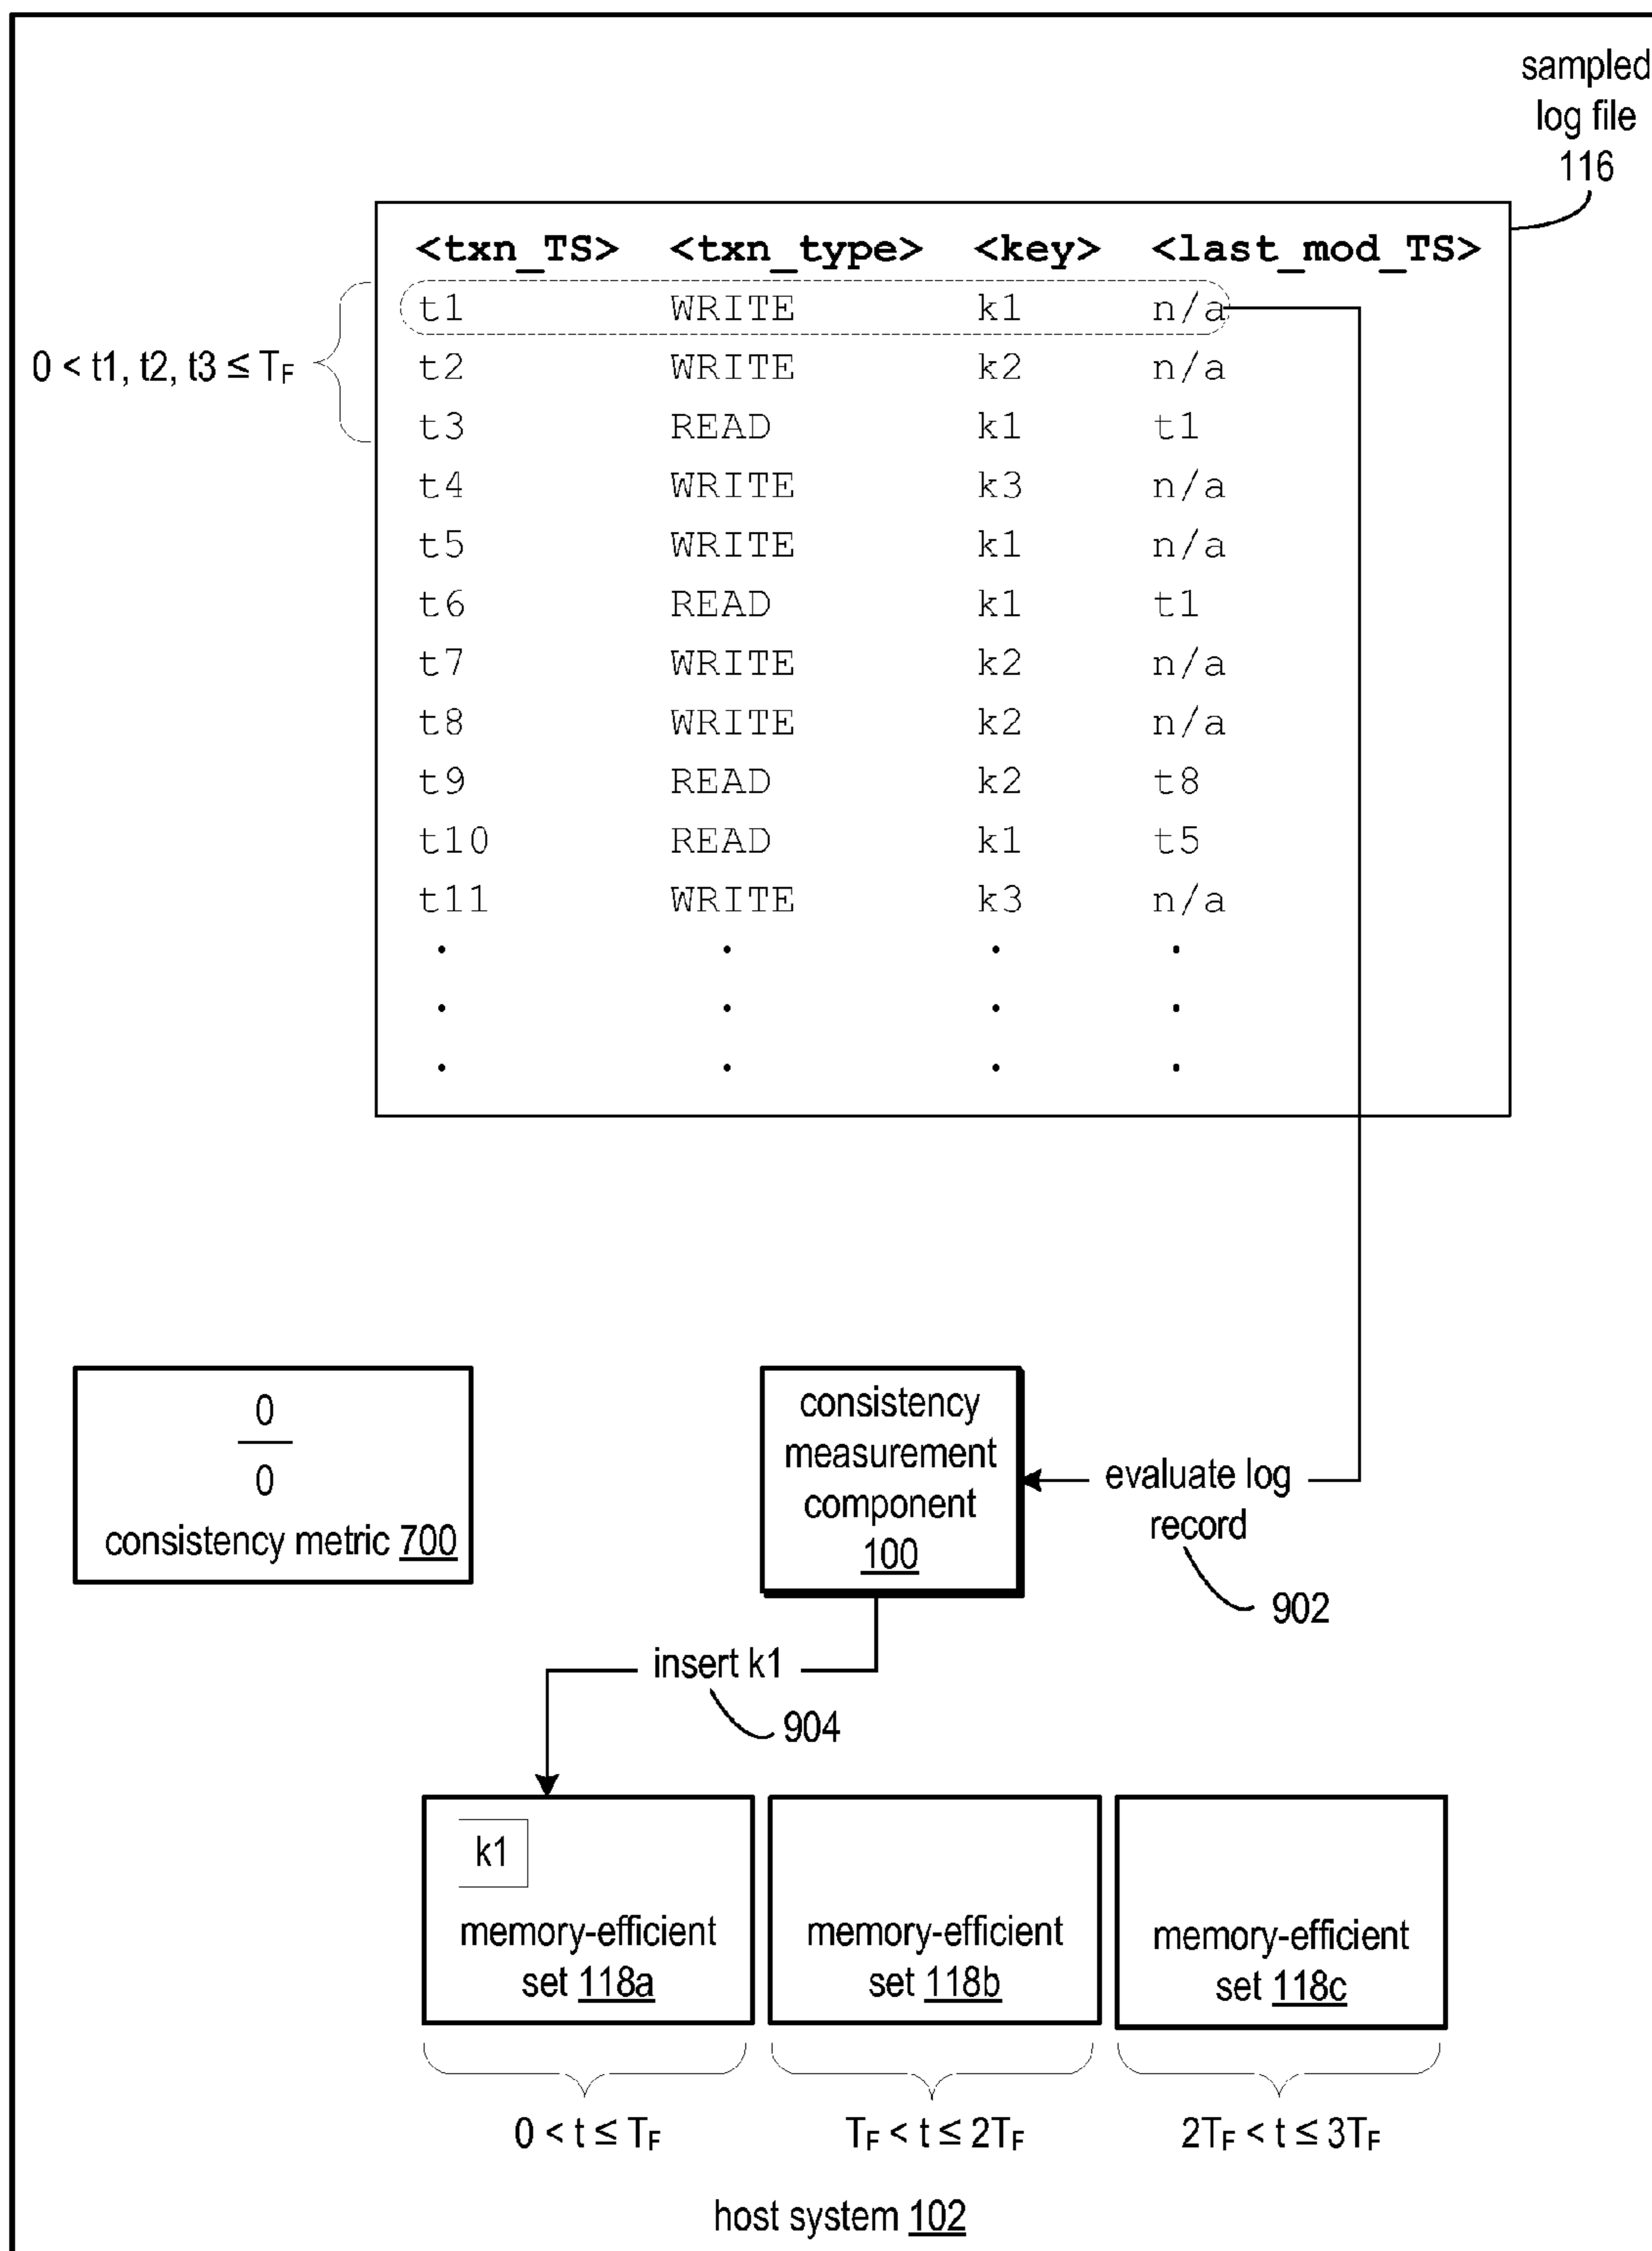 sampled
log file
116
<txn_TS> <txn_type> <key> <last_mod_TS>
t1 WRITE k1 n/a
0 < t1, t2, t3 ≤ TF
t2 WRITE k2 n/a
t3 READ k1 t1
t4 WRITE k3 n/a
t5 WRITE k1 n/a
t6 READ k1 t1
t7 WRITE k2 n/a
t8 WRITE k2 n/a
t9 READ k2 t8
t10 READ k1 t5
t11 WRITE k3 n/a
. . . .
. . . .
. . . .
0
0
consistency metric 700
consistency
measurement
component
100
evaluate log
record
902
insert k1
904
k1
memory-efficient
set 118a
memory-efficient
set 118b
memory-efficient
set 118c
0 < t ≤ TF
TF < t ≤ 2TF
2TF < t ≤ 3TF
host system 102